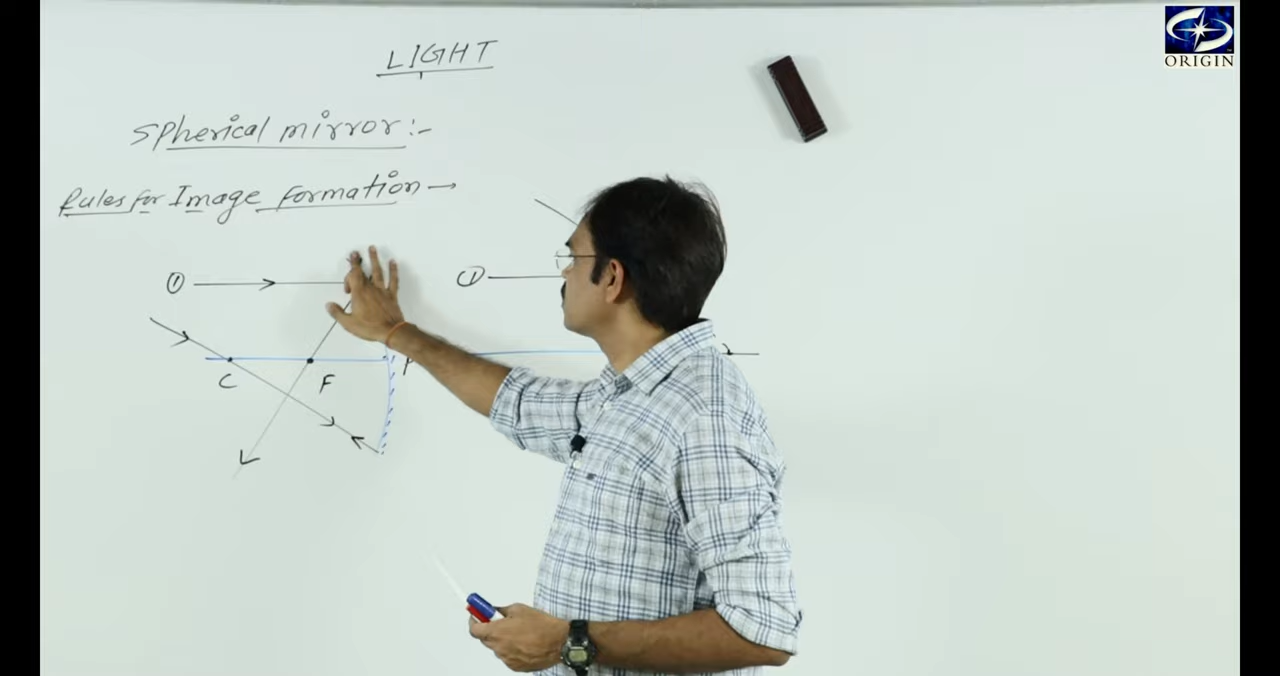 LIGHT
ORIGIN
Spherical mirror:-
Rules for Image formation →
① ①
C F P